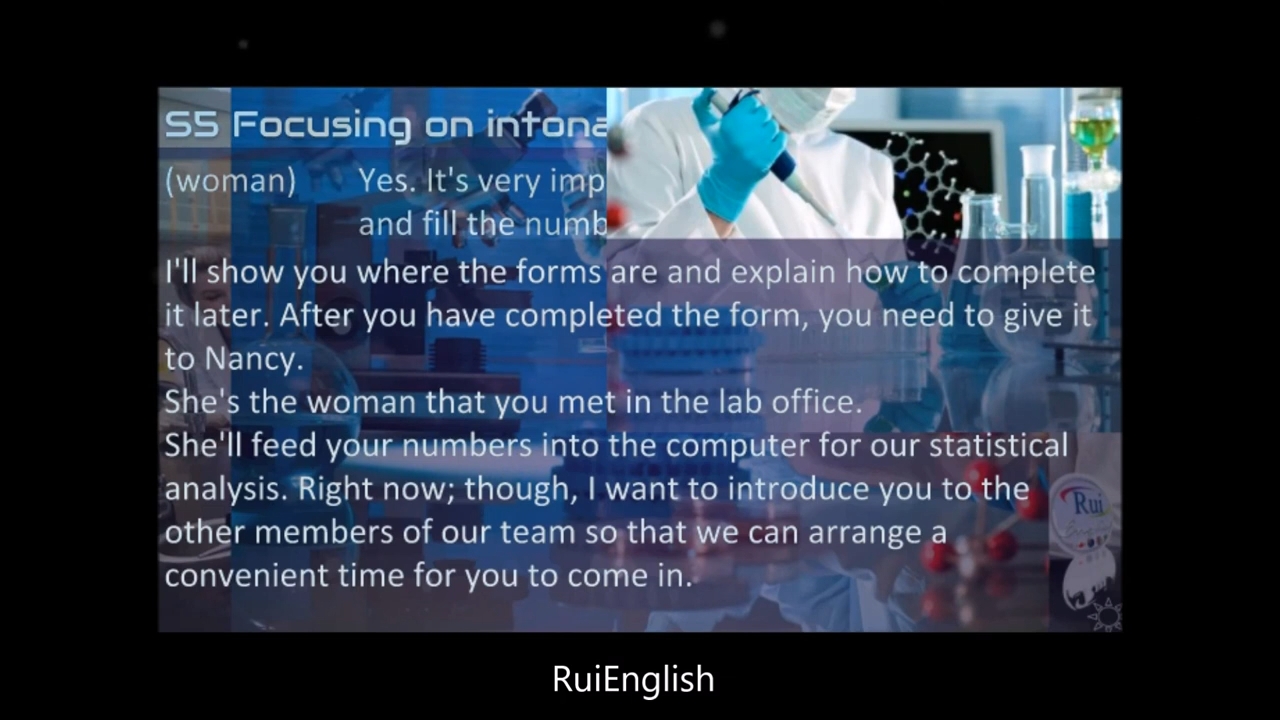 S5 Focusing on intona
(woman) Yes. It's very imp
and fill the numb
I'll show you where the forms are and explain how to complete
it later. After you have completed the form, you need to give it
to Nancy.
She's the woman that you met in the lab office.
She'll feed your numbers into the computer for our statistical
analysis. Right now; though, I want to introduce you to the
other members of our team so that we can arrange a
convenient time for you to come in.
Rui
RuiEnglish